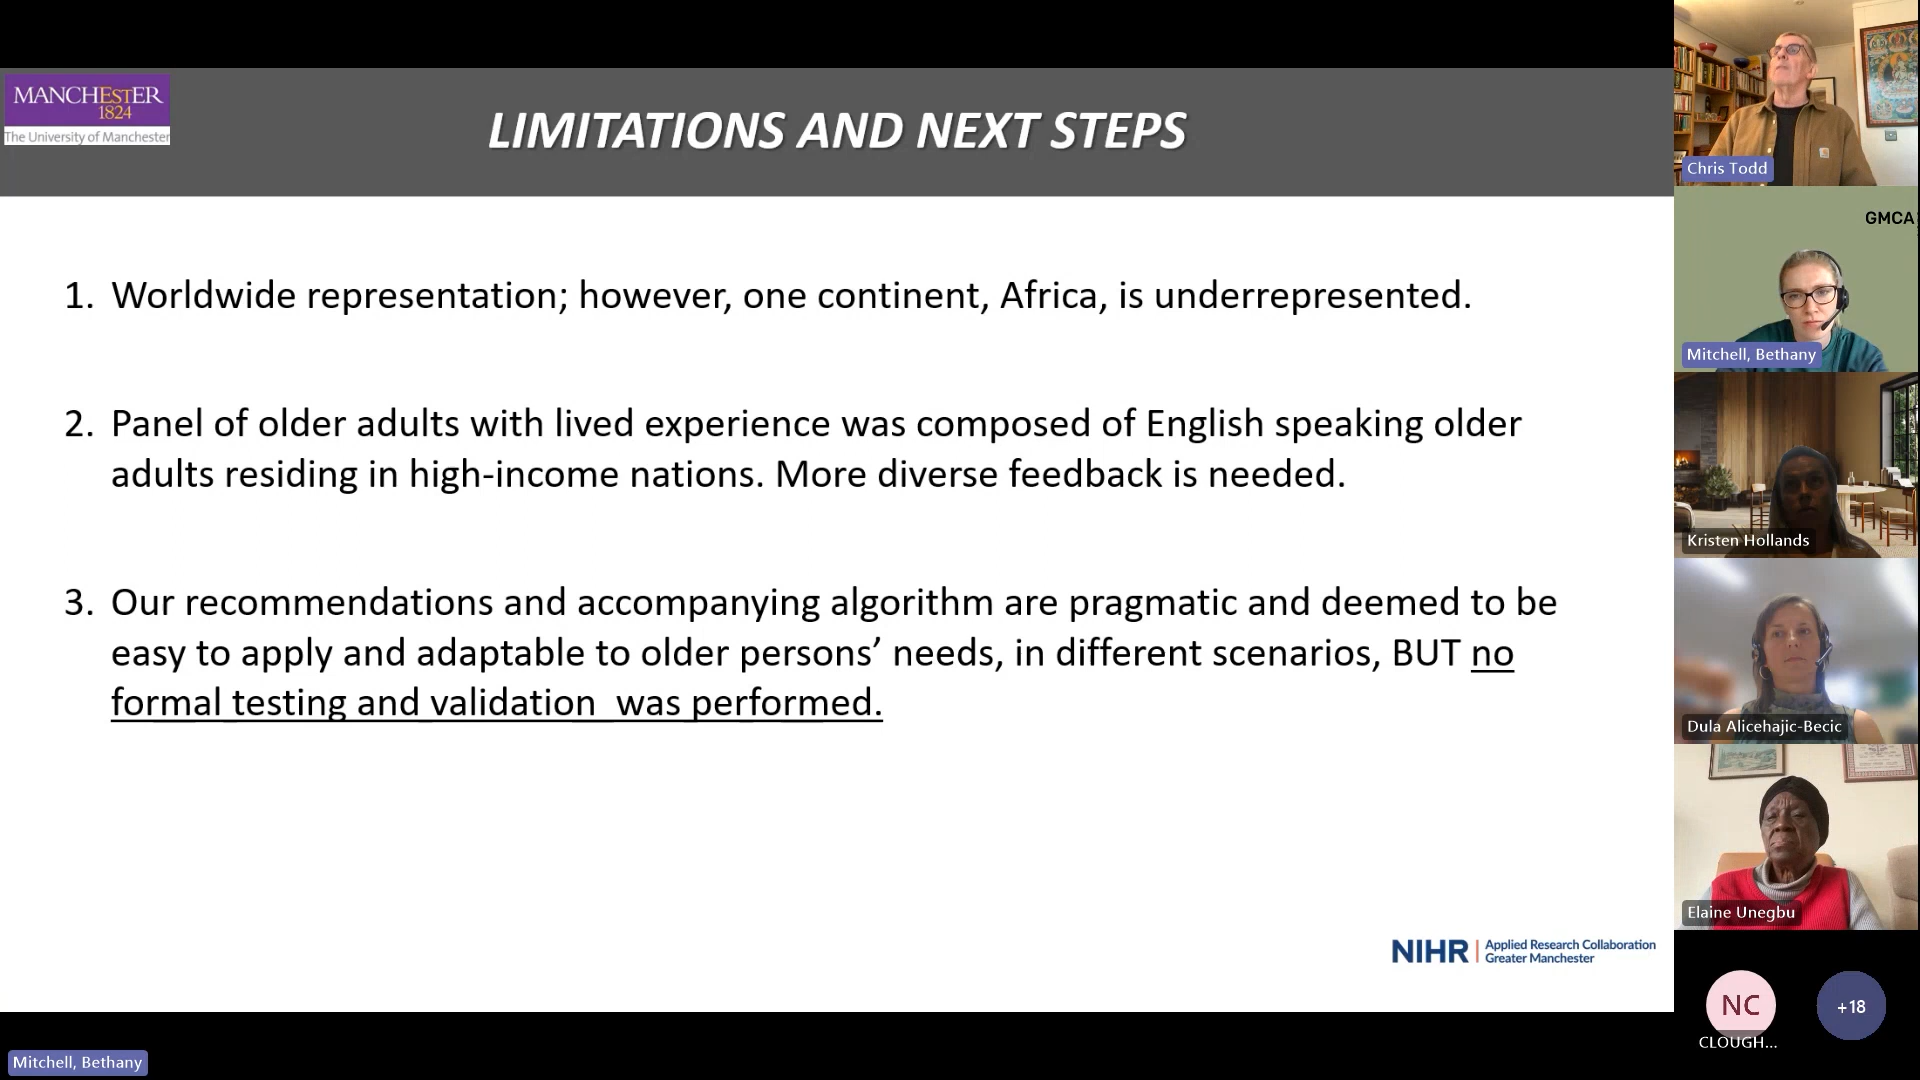 MANCHESTER
1824
The University of Manchester
LIMITATIONS AND NEXT STEPS
1. Worldwide representation; however, one continent, Africa, is underrepresented.
2. Panel of older adults with lived experience was composed of English speaking older
adults residing in high-income nations. More diverse feedback is needed.
3. Our recommendations and accompanying algorithm are pragmatic and deemed to be
easy to apply and adaptable to older persons’ needs, in different scenarios, BUT no
formal testing and validation was performed.
NIHR | Applied Research Collaboration
Greater Manchester
Mitchell, Bethany
Chris Todd
GMCA
Mitchell, Bethany
Kristen Hollands
Dula Alicehajic-Becic
Elaine Unegbu
NC
CLOUGH...
+18